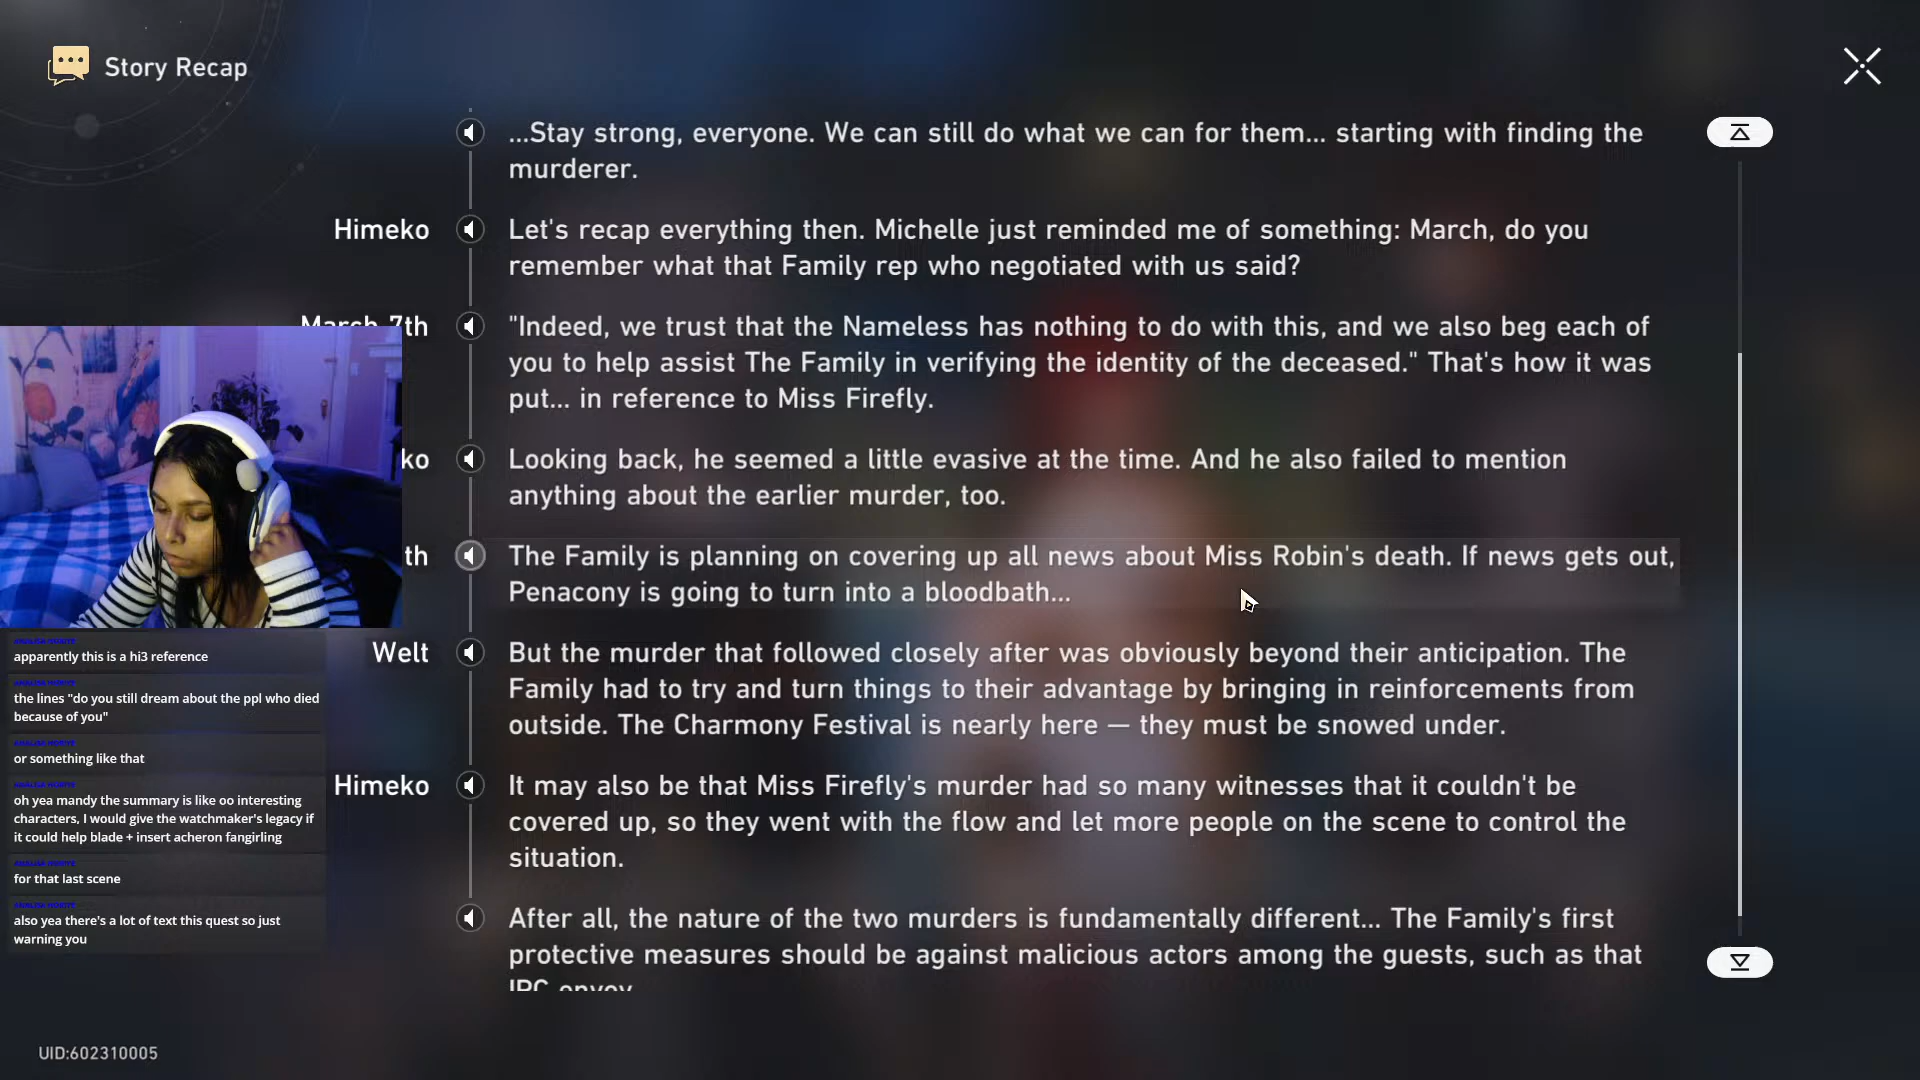 Story Recap
...Stay strong, everyone. We can still do what we can for them... starting with finding the
murderer.
Himeko
Let's recap everything then. Michelle just reminded me of something: March, do you
remember what that Family rep who negotiated with us said?
March 7th
"Indeed, we trust that the Nameless has nothing to do with this, and we also beg each of
you to help assist The Family in verifying the identity of the deceased." That's how it was
put... in reference to Miss Firefly.
ko
Looking back, he seemed a little evasive at the time. And he also failed to mention
anything about the earlier murder, too.
th
The Family is planning on covering up all news about Miss Robin's death. If news gets out,
Penacony is going to turn into a bloodbath...
Welt
But the murder that followed closely after was obviously beyond their anticipation. The
Family had to try and turn things to their advantage by bringing in reinforcements from
outside. The Charmony Festival is nearly here — they must be snowed under.
Himeko
It may also be that Miss Firefly's murder had so many witnesses that it couldn't be
covered up, so they went with the flow and let more people on the scene to control the
situation.
After all, the nature of the two murders is fundamentally different... The Family's first
protective measures should be against malicious actors among the guests, such as that
IPC envoy
apparently this is a hi3 reference
the lines "do you still dream about the ppl who died
because of you"
or something like that
oh yea mandy the summary is like oo interesting
characters, I would give the watchmaker's legacy if
it could help blade + insert acheron fangirling
for that last scene
also yea there's a lot of text this quest so just
warning you
UID:602310005